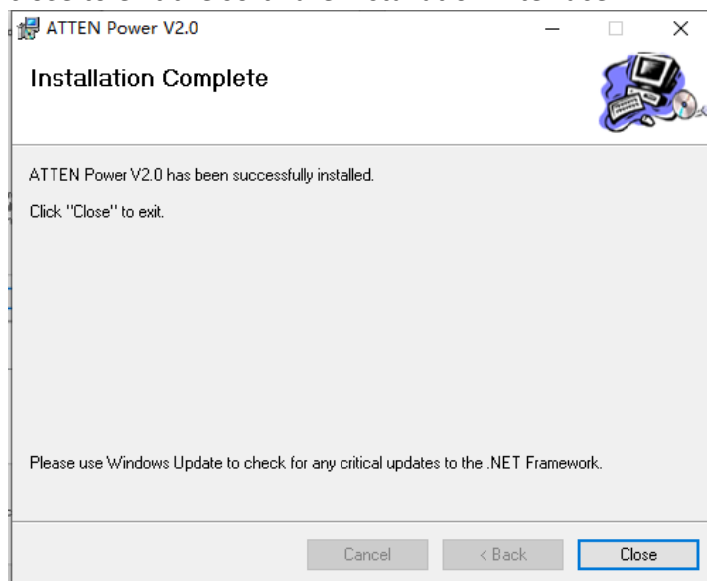 ATTEN Power V2.0
Installation Complete
ATTEN Power V2.0 has been successfully installed.
Click "Close" to exit.
Please use Windows Update to check for any critical updates to the .NET Framework.
Cancel
< Back
Close